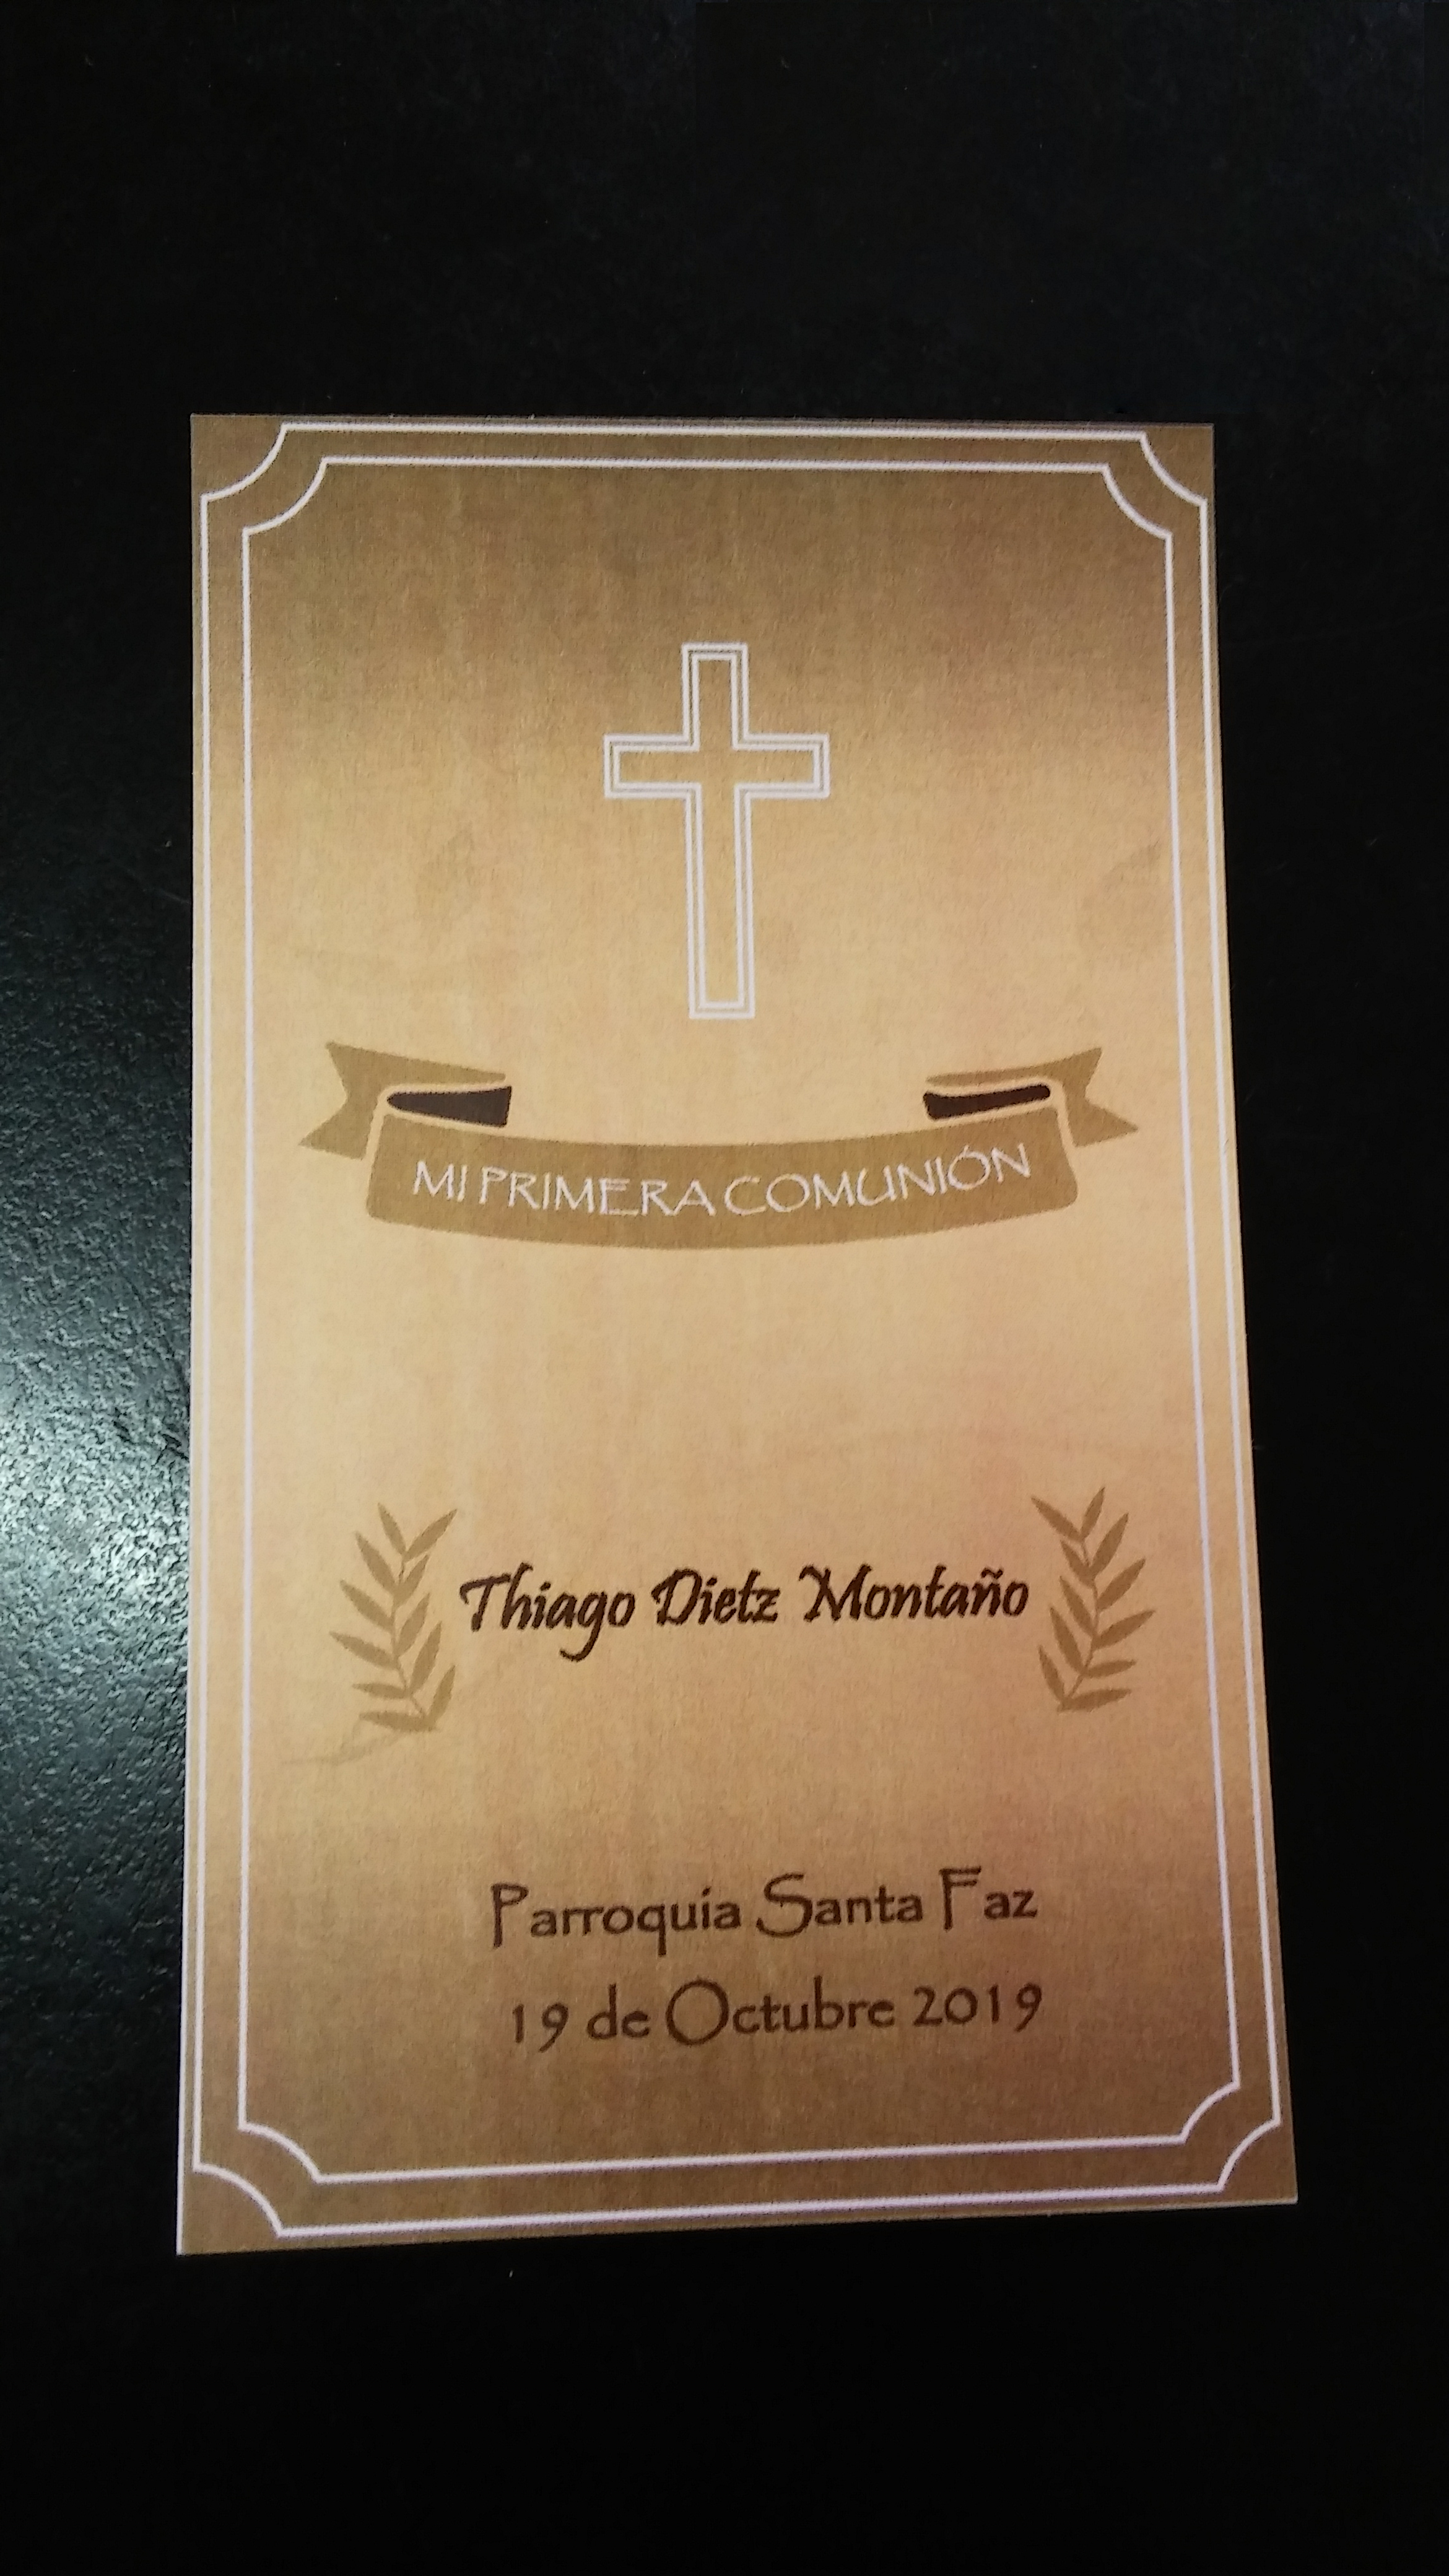 MI PRIMERA COMUNIÓN
Thiago Dietz Montaño
Parroquia Santa Faz
19 de Octubre 2019